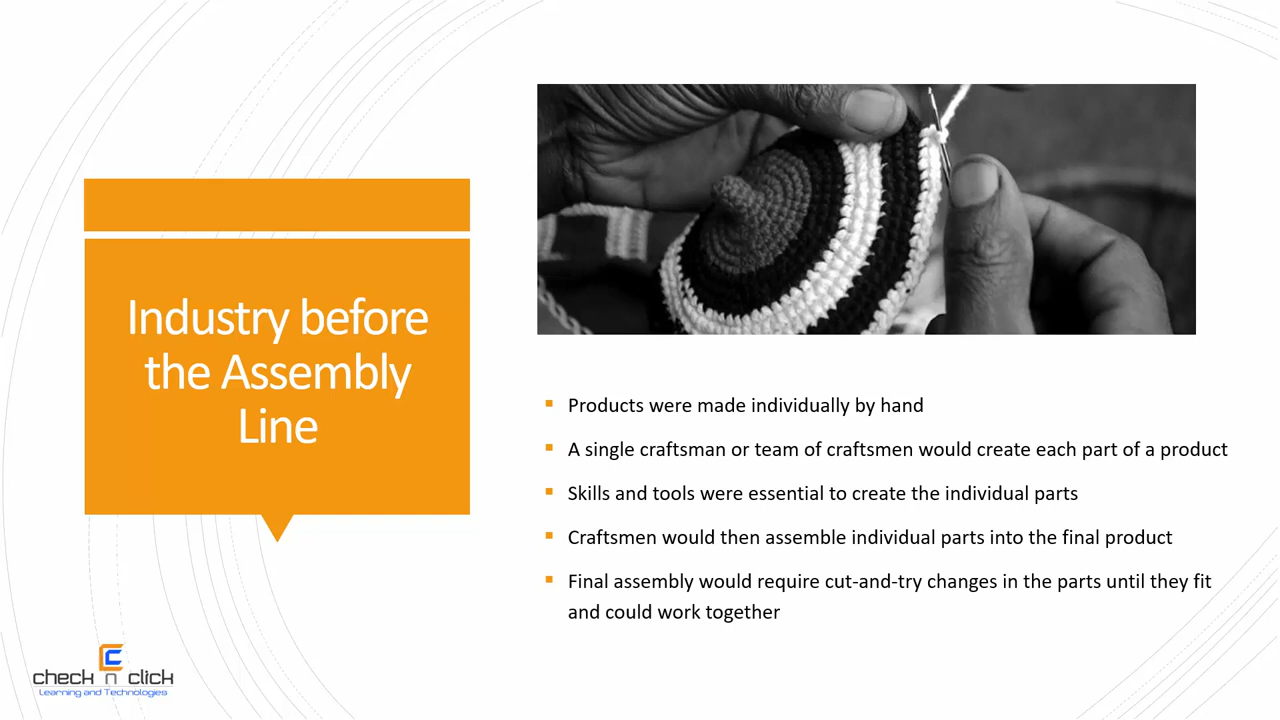 Industry before
the Assembly
Line
Products were made individually by hand
A single craftsman or team of craftsmen would create each part of a product
Skills and tools were essential to create the individual parts
Craftsmen would then assemble individual parts into the final product
Final assembly would require cut-and-try changes in the parts until they fit
and could work together
check n click
Learning and Technologies